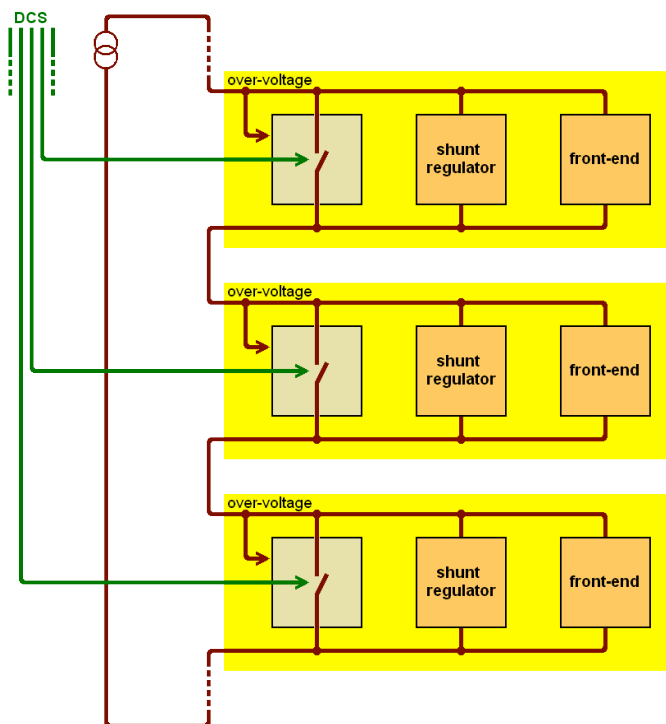 DCS
over-voltage
shunt
regulator
front-end
over-voltage
shunt
regulator
front-end
over-voltage
shunt
regulator
front-end